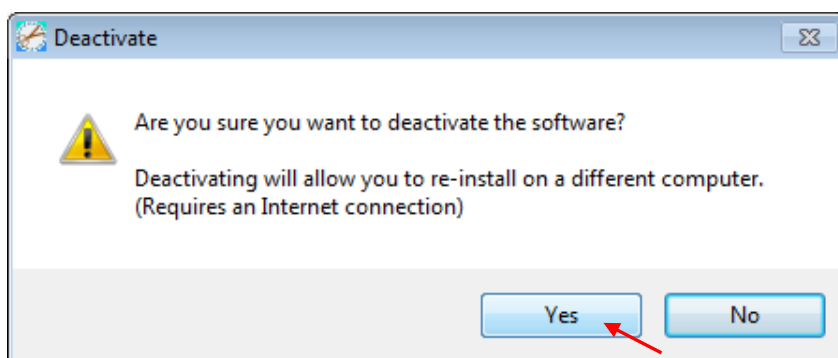 Deactivate
Are you sure you want to deactivate the software?
Deactivating will allow you to re-install on a different computer.
(Requires an Internet connection)
Yes
No